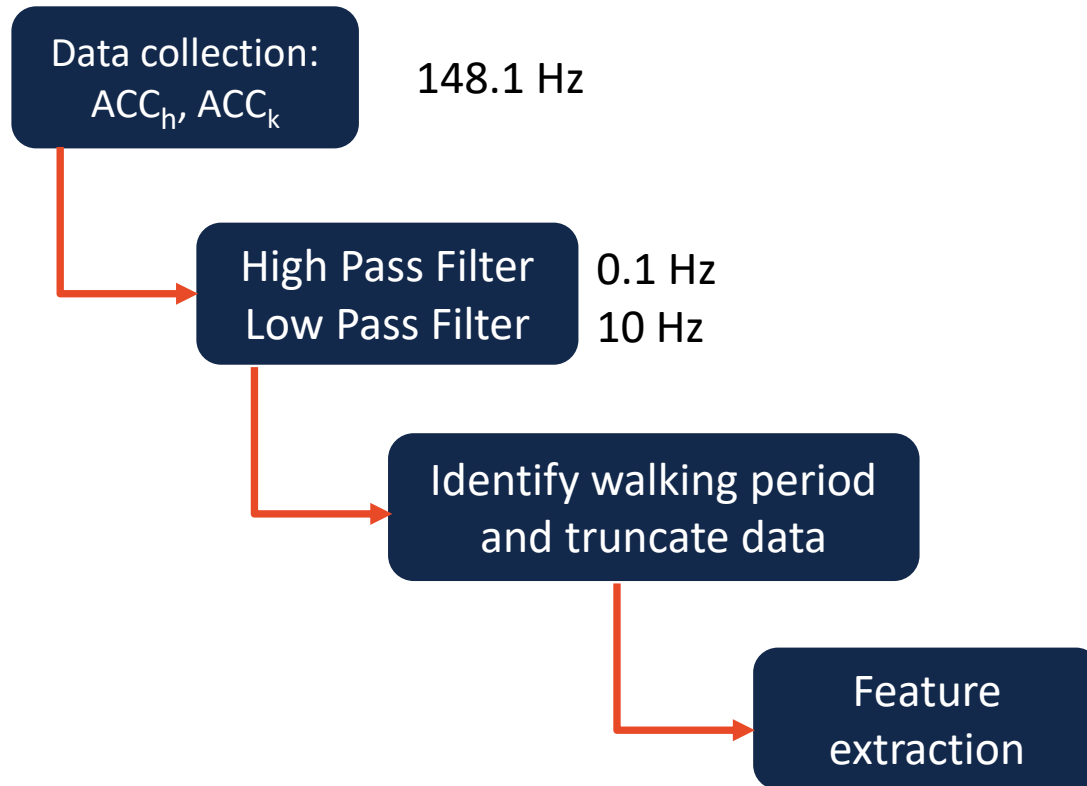 Data collection:
ACCh, ACCk
148.1 Hz
High Pass Filter
0.1 Hz
Low Pass Filter
10 Hz
Identify walking period
and truncate data
Feature
extraction